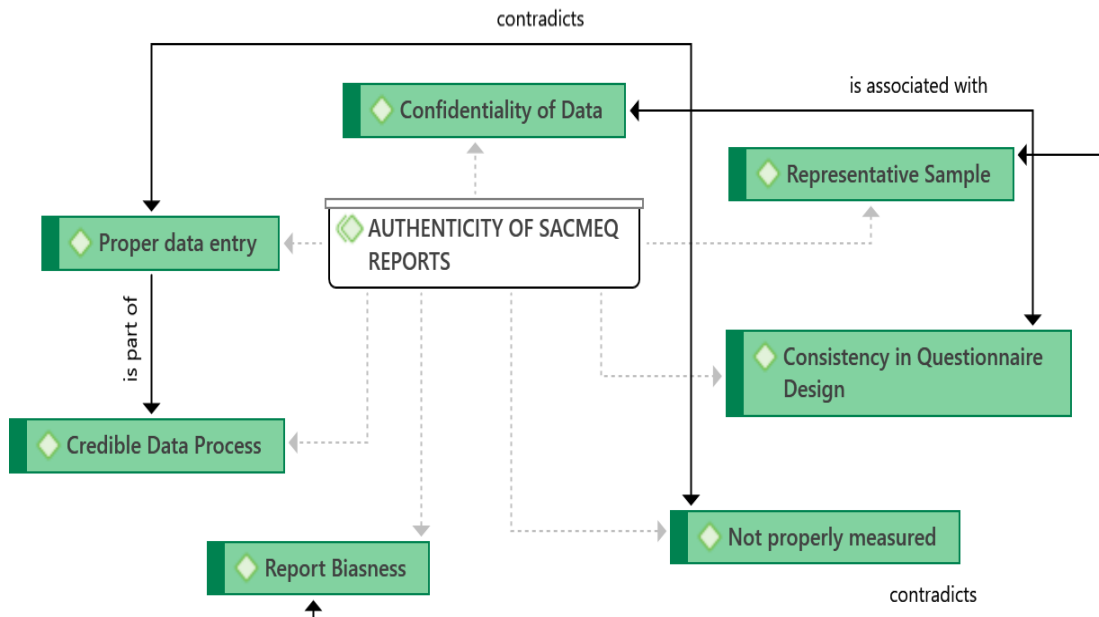 contradicts
is associated with
Confidentiality of Data
Representative Sample
AUTHENTICITY OF SACMEQ
REPORTS
Proper data entry
is part of
Consistency in Questionnaire
Design
Credible Data Process
Not properly measured
Report Biasness
contradicts